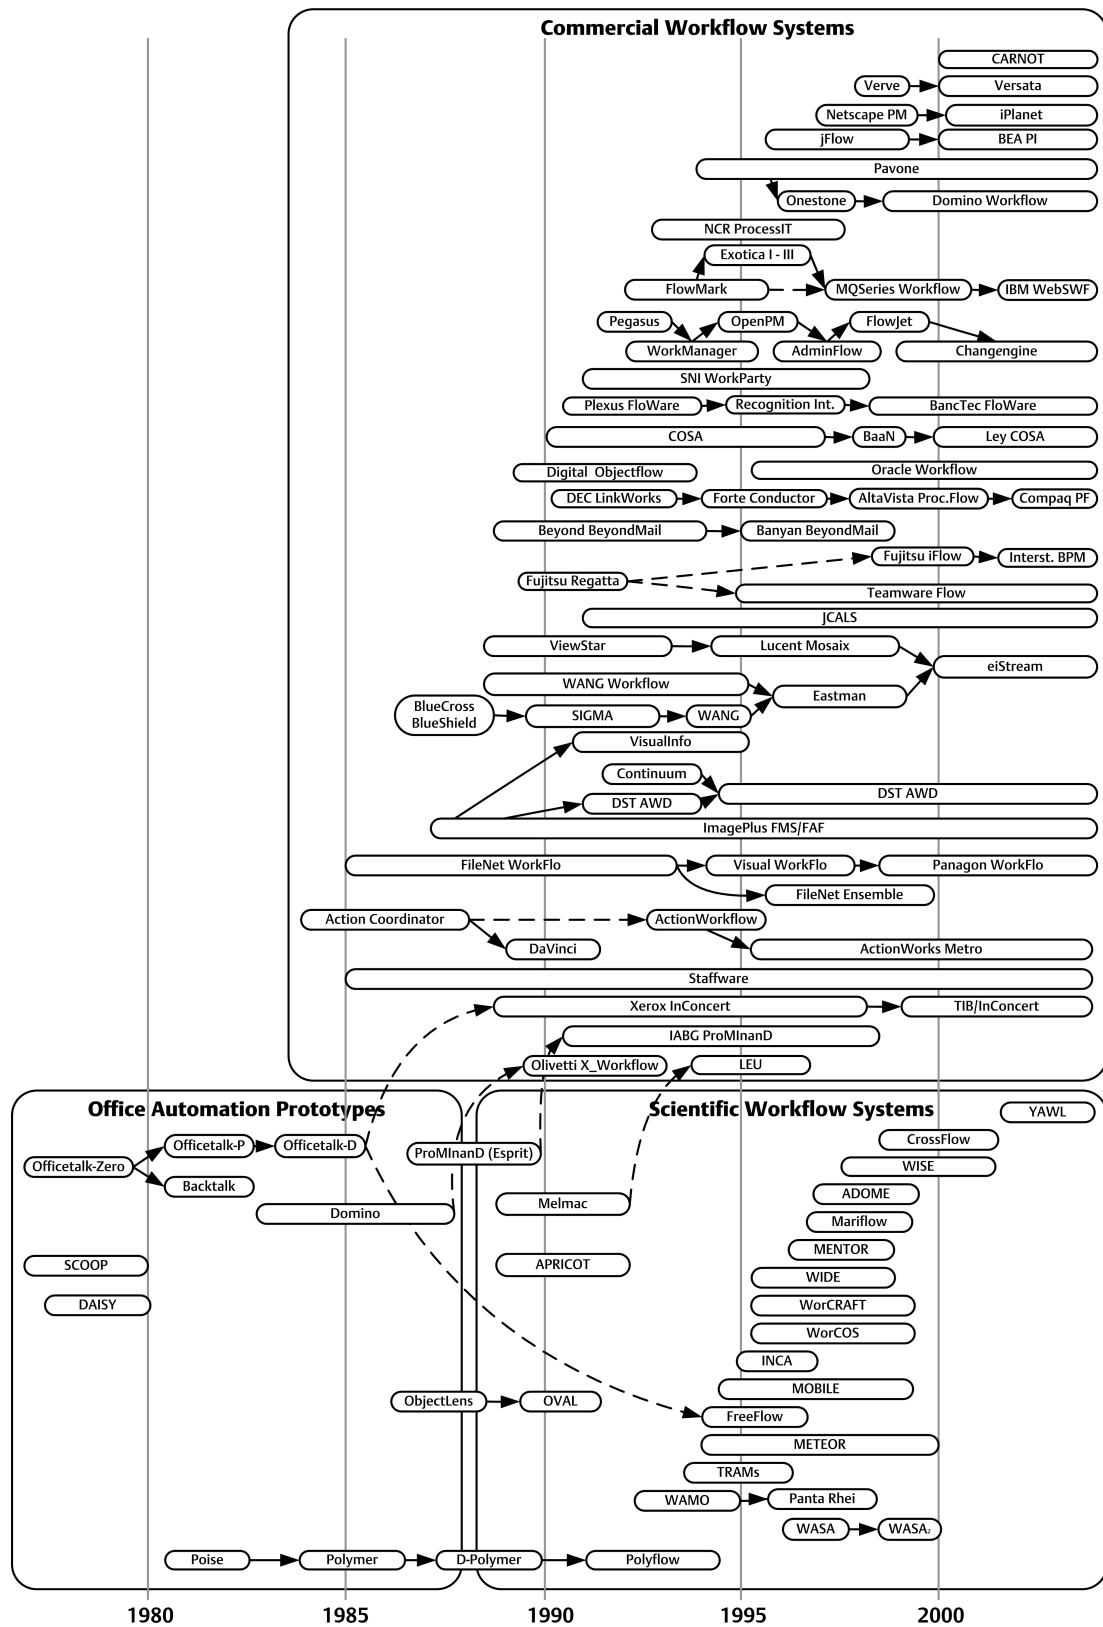 Commercial Workflow Systems
CARNOT
Verve
Versata
Netscape PM
iPlanet
jFlow
BEA PI
Pavone
Onestone
Domino Workflow
NCR ProcessIT
Exotica I - III
FlowMark
MQSeries Workflow
IBM WebSWF
Pegasus
OpenPM
FlowJet
WorkManager
AdminFlow
Changengine
SNI WorkParty
Plexus FloWare
Recognition Int.
BancTec FloWare
COSA
BaaN
Ley COSA
Digital Objectflow
Oracle Workflow
DEC LinkWorks
Forte Conductor
AltaVista Proc.Flow
Compaq PF
Beyond BeyondMail
Banyan BeyondMail
Fujitsu iFlow
Interst. BPM
Fujitsu Regatta
Teamware Flow
JCALS
ViewStar
Lucent Mosaix
eiStream
WANG Workflow
Eastman
BlueCross
BlueShield
SIGMA
WANG
VisualInfo
Continuum
DST AWD
DST AWD
ImagePlus FMS/FAF
FileNet WorkFlo
Visual WorkFlo
Panagon WorkFlo
FileNet Ensemble
Action Coordinator
ActionWorkflow
DaVinci
ActionWorks Metro
Staffware
Xerox InConcert
TIB/InConcert
IABG ProMInanD
Olivetti X_Workflow
LEU
Office Automation Prototypes
Scientific Workflow Systems
YAWL
Officetalk-P
Officetalk-D
CrossFlow
Officetalk-Zero
ProMInanD (Esprit)
WISE
Backtalk
ADOME
Domino
Melmac
Mariflow
MENTOR
SCOOP
APRICOT
WIDE
DAISY
WorCRAFT
WorCOS
INCA
MOBILE
ObjectLens
OVAL
FreeFlow
METEOR
TRAMs
WAMO
Panta Rhei
WASA
WASA2
Poise
Polymer
D-Polymer
Polyflow
1980
1985
1990
1995
2000